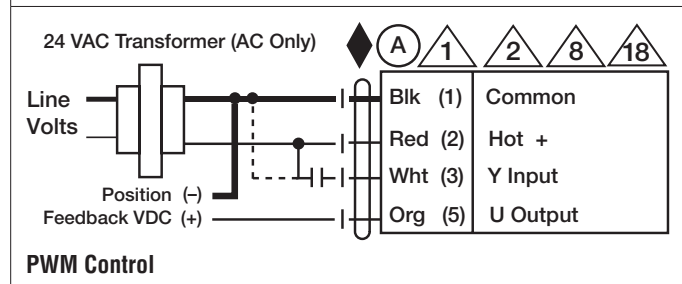 24 VAC Transformer (AC Only)
A 1 2 8 18
Line
Volts
Blk (1) Common
Red (2) Hot +
Wht (3) Y Input
Org (5) U Output
Position (–)
Feedback VDC (+)
PWM Control